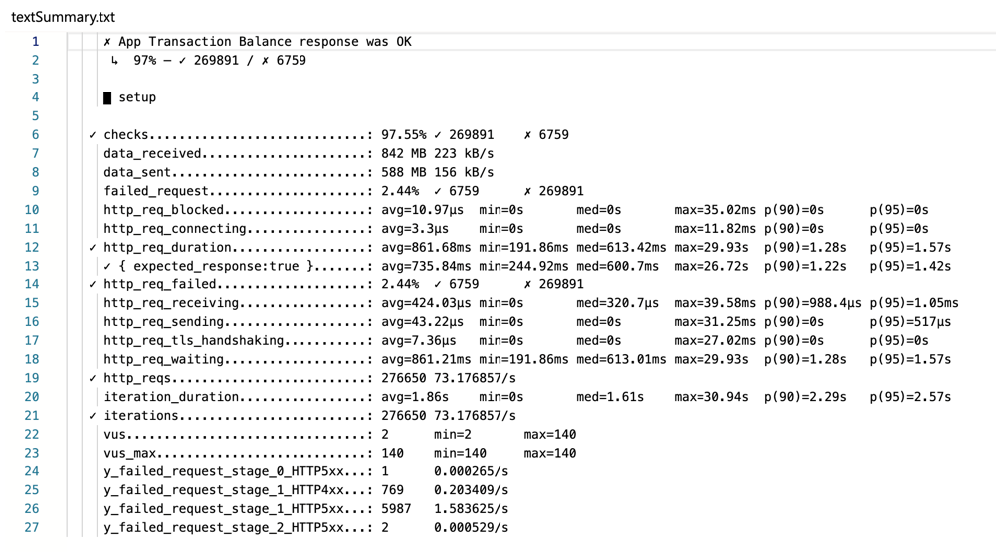 textSummary.txt
1 ✗ App Transaction Balance response was OK
2 ↳ 97% — ✓ 269891 / ✗ 6759
3
4 █ setup
5
6 ✓ checks.............................: 97.55% ✓ 269891 ✗ 6759
7 data_received......................: 842 MB 223 kB/s
8 data_sent..........................: 588 MB 156 kB/s
9 failed_request.....................: 2.44% ✓ 6759 ✗ 269891
10 http_req_blocked...................: avg=10.97µs min=0s med=0s max=35.02ms p(90)=0s p(95)=0s
11 http_req_connecting................: avg=3.3µs min=0s med=0s max=11.82ms p(90)=0s p(95)=0s
12 ✓ http_req_duration..................: avg=861.68ms min=191.86ms med=613.42ms max=29.93s p(90)=1.28s p(95)=1.57s
13 ✓ { expected_response:true }.......: avg=735.84ms min=244.92ms med=600.7ms max=26.72s p(90)=1.22s p(95)=1.42s
14 ✓ http_req_failed....................: 2.44% ✓ 6759 ✗ 269891
15 http_req_receiving.................: avg=424.03µs min=0s med=320.7µs max=39.58ms p(90)=988.4µs p(95)=1.05ms
16 http_req_sending...................: avg=43.22µs min=0s med=0s max=31.25ms p(90)=0s p(95)=517µs
17 http_req_tls_handshaking...........: avg=7.36µs min=0s med=0s max=27.02ms p(90)=0s p(95)=0s
18 http_req_waiting...................: avg=861.21ms min=191.86ms med=613.01ms max=29.93s p(90)=1.28s p(95)=1.57s
19 ✓ http_reqs..........................: 276650 73.176857/s
20 iteration_duration.................: avg=1.86s min=0s med=1.61s max=30.94s p(90)=2.29s p(95)=2.57s
21 ✓ iterations.........................: 276650 73.176857/s
22 vus................................: 2 min=2 max=140
23 vus_max............................: 140 min=140 max=140
24 y_failed_request_stage_0_HTTP5xx...: 1 0.000265/s
25 y_failed_request_stage_1_HTTP4xx...: 769 0.203409/s
26 y_failed_request_stage_1_HTTP5xx...: 5987 1.583625/s
27 y_failed_request_stage_2_HTTP5xx...: 2 0.000529/s